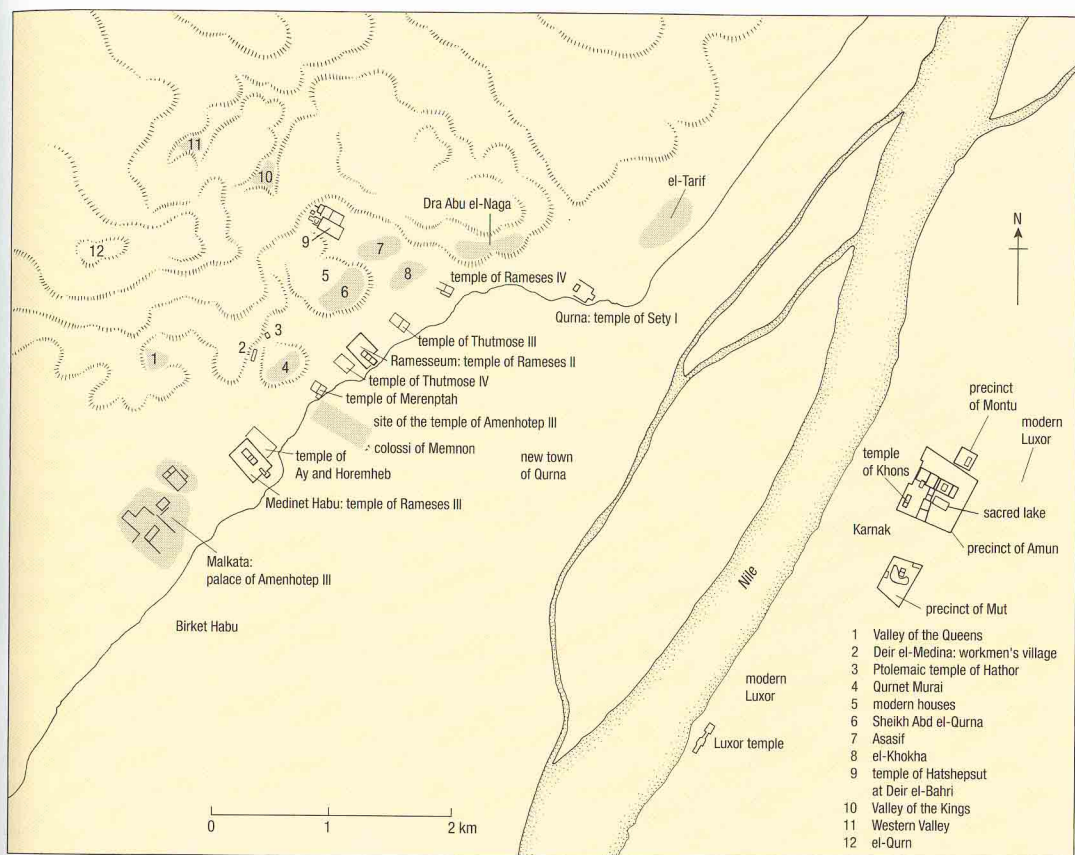 11
10
12
9
Dra Abu el-Naga
el-Tarif
7
8
5
6
temple of Rameses IV
Qurna: temple of Sety I
N
3
2
1
4
temple of Thutmose III
Ramesseum: temple of Rameses II
temple of Thutmose IV
temple of Merenptah
site of the temple of Amenhotep III
colossi of Memnon
temple of
Ay and Horemheb
new town
of Qurna
Medinet Habu: temple of Rameses III
Malkata:
palace of Amenhotep III
Birket Habu
Nile
precinct
of Montu
modern
Luxor
temple
of Khons
sacred lake
Karnak
precinct of Amun
precinct of Mut
modern
Luxor
Luxor temple
0 1 2 km
1 Valley of the Queens
2 Deir el-Medina: workmen's village
3 Ptolemaic temple of Hathor
4 Qurnet Murai
5 modern houses
6 Sheikh Abd el-Qurna
7 Asasif
8 el-Khokha
9 temple of Hatshepsut
at Deir el-Bahri
10 Valley of the Kings
11 Western Valley
12 el-Qurn